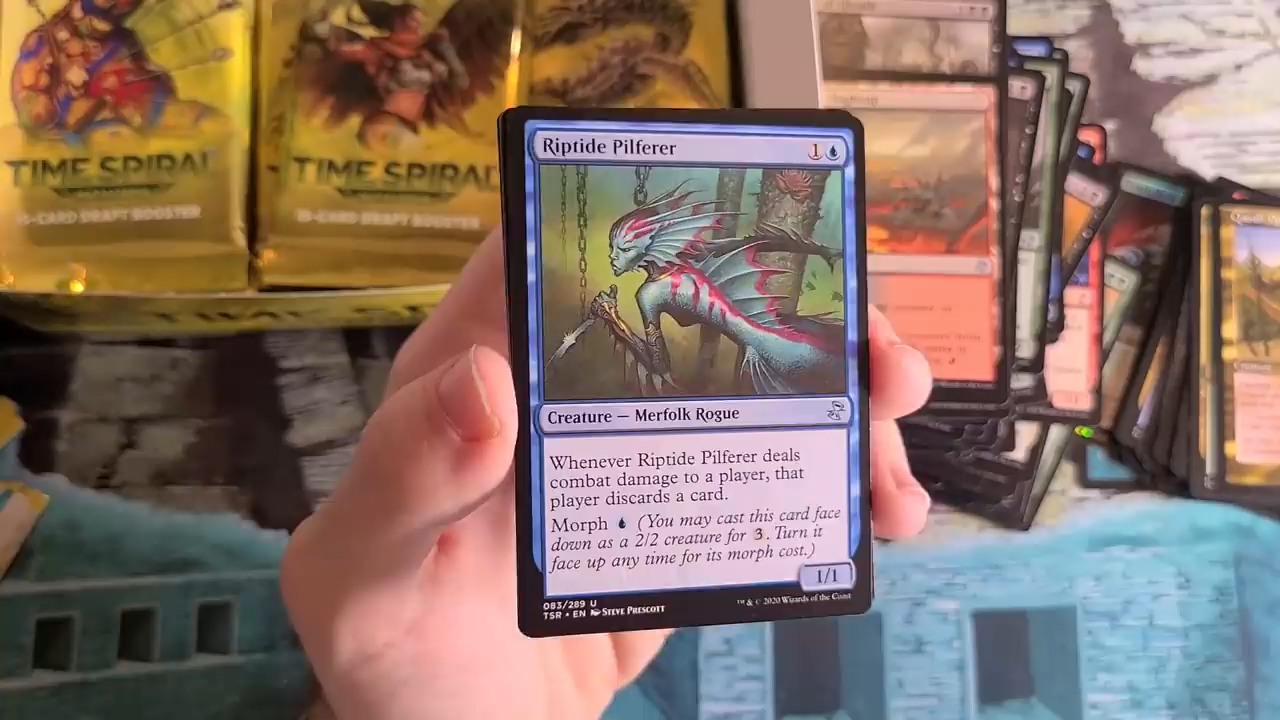 TIME SPIRAL
15-CARD DRAFT BOOSTER
TIME SPIRAL
15-CARD DRAFT BOOSTER
Riptide Pilferer
1
Creature — Merfolk Rogue
Whenever Riptide Pilferer deals
combat damage to a player, that
player discards a card.
Morph (You may cast this card face
down as a 2/2 creature for 3. Turn it
face up any time for its morph cost.)
1/1
083/289 U
TSR • EN STEVE PRESCOTT
™ & © 2020 Wizards of the Coast